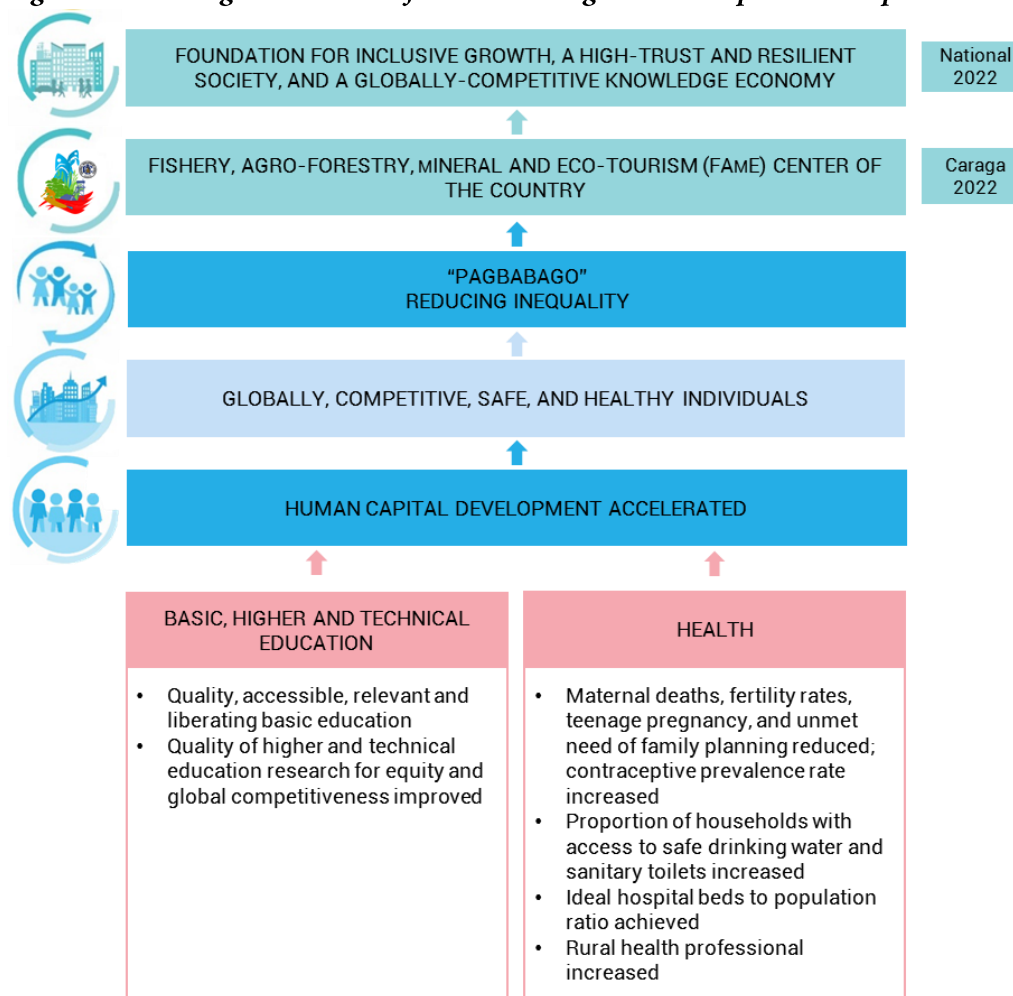 FOUNDATION FOR INCLUSIVE GROWTH, A HIGH-TRUST AND RESILIENT
SOCIETY, AND A GLOBALLY-COMPETITIVE KNOWLEDGE ECONOMY
National
2022
FISHERY, AGRO-FORESTRY, MINERAL AND ECO-TOURISM (FAME) CENTER OF
THE COUNTRY
Caraga
2022
“PAGBABAGO”
REDUCING INEQUALITY
GLOBALLY, COMPETITIVE, SAFE, AND HEALTHY INDIVIDUALS
HUMAN CAPITAL DEVELOPMENT ACCELERATED
BASIC, HIGHER AND TECHNICAL
EDUCATION
• Quality, accessible, relevant and
liberating basic education
• Quality of higher and technical
education research for equity and
global competitiveness improved
HEALTH
• Maternal deaths, fertility rates,
teenage pregnancy, and unmet
need of family planning reduced;
contraceptive prevalence rate
increased
• Proportion of households with
access to safe drinking water and
sanitary toilets increased
• Ideal hospital beds to population
ratio achieved
• Rural health professional
increased